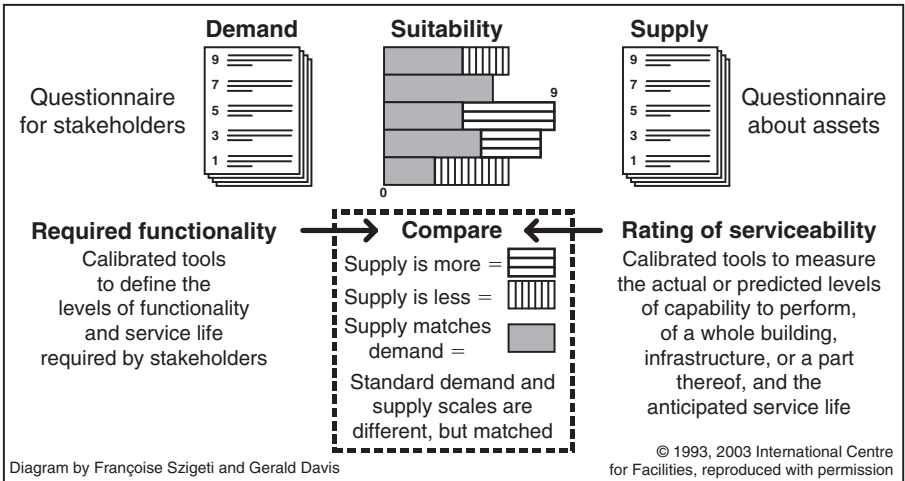 Demand
Suitability
Supply
9
7
5
3
1
Questionnaire
for stakeholders
9
0
9
7
5
3
1
Questionnaire
about assets
Required functionality
Calibrated tools
to define the
levels of functionality
and service life
required by stakeholders
Compare
Supply is more =
Supply is less =
Supply matches
demand =
Standard demand and
supply scales are
different, but matched
Rating of serviceability
Calibrated tools to measure
the actual or predicted levels
of capability to perform,
of a whole building,
infrastructure, or a part
thereof, and the
anticipated service life
Diagram by Françoise Szigeti and Gerald Davis
© 1993, 2003 International Centre
for Facilities, reproduced with permission